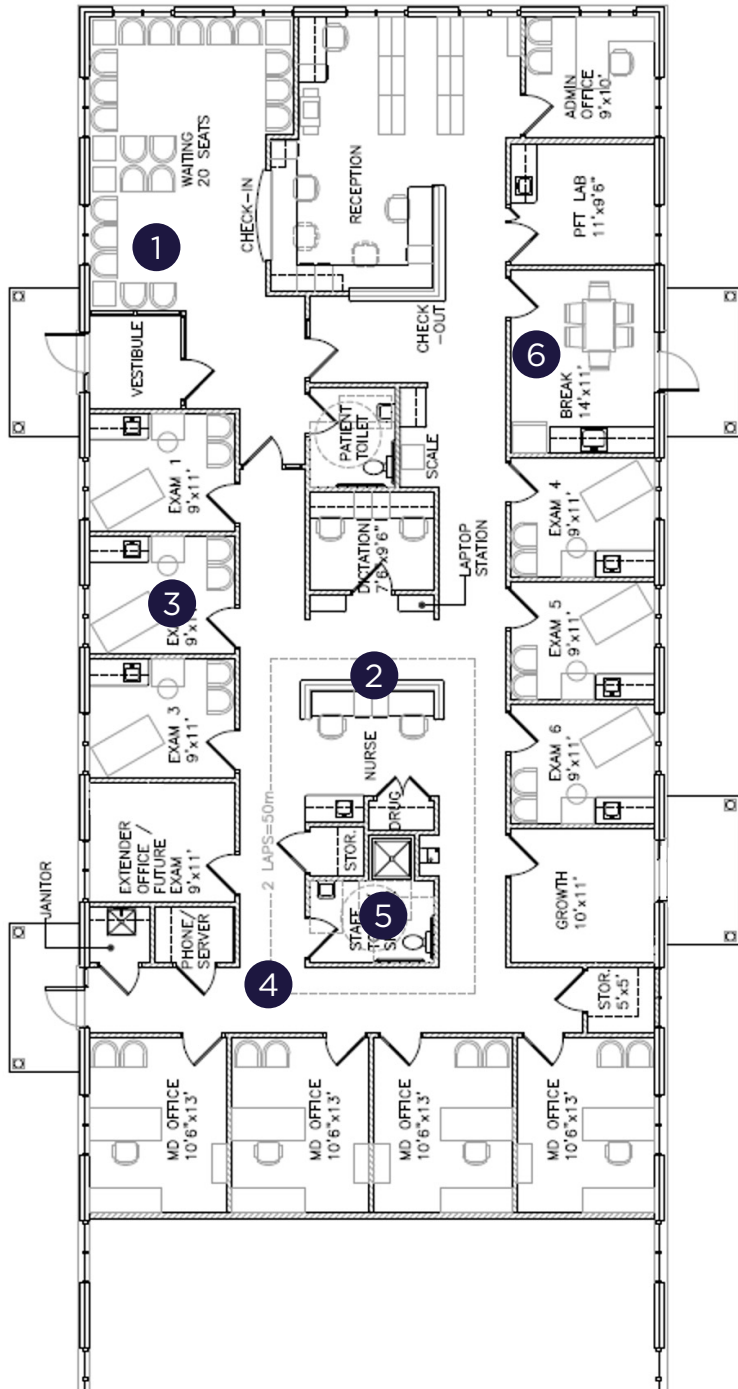 WAITING
20 SEATS
1
CHECK-IN
RECEPTION
ADMIN
OFFICE
9'x10'
PFT LAB
11'x9'6"
CHECK
-OUT
6
BREAK
14'x11'
VESTIBULE
PATIENT
TOILET
SCALE
EXAM 1
9'x11'
DICTATION
7'6"x9'6"
LAPTOP
STATION
EXAM 4
9'x11'
3
2
EXAM 5
9'x11'
EXAM 3
9'x11'
NURSE
EXAM 6
9'x11'
2 LAPS=50m
DRUG
STOR.
EXTENDER
OFFICE/
FUTURE
EXAM
9'x11'
JANITOR
PHONE/
SERVER
5
STAFF
GROWTH
10'x11'
4
STOR.
5'x5'
MD OFFICE
10'6"x13'
MD OFFICE
10'6"x13'
MD OFFICE
10'6"x13'
MD OFFICE
10'6"x13'